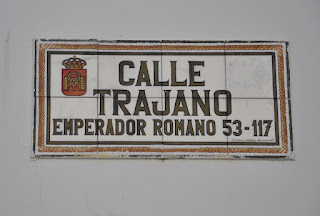 CALLE
TRAJANO
EMPERADOR ROMANO 53-117